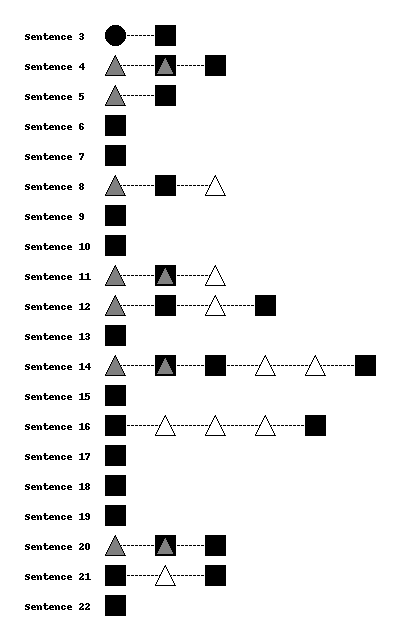 Sentence 3
Sentence 4
Sentence 5
Sentence 6
Sentence 7
Sentence 8
Sentence 9
Sentence 10
Sentence 11
Sentence 12
Sentence 13
Sentence 14
Sentence 15
Sentence 16
Sentence 17
Sentence 18
Sentence 19
Sentence 20
Sentence 21
Sentence 22